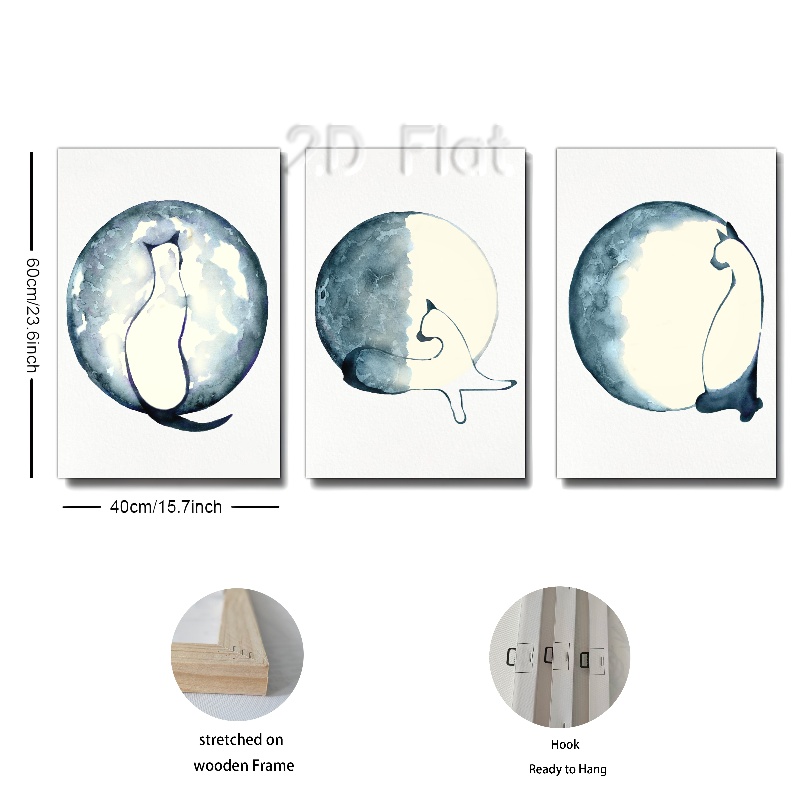 2D Flat
60cm/23.6inch
40cm/15.7inch
stretched on
wooden Frame
Hook
Ready to Hang